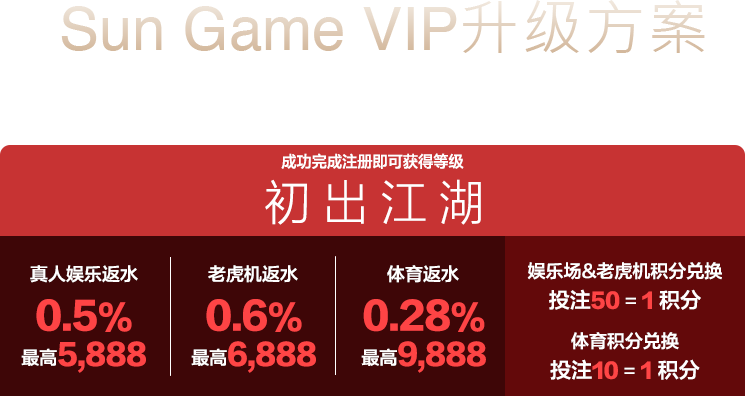 Sun Game VIP升级方案
成功完成注册即可获得等级
初出江湖
真人娱乐返水
0.5%
最高5,888
老虎机返水
0.6%
最高6,888
体育返水
0.28%
最高9,888
娱乐场&老虎机积分兑换
投注50 = 1 积分
体育积分兑换
投注10 = 1 积分